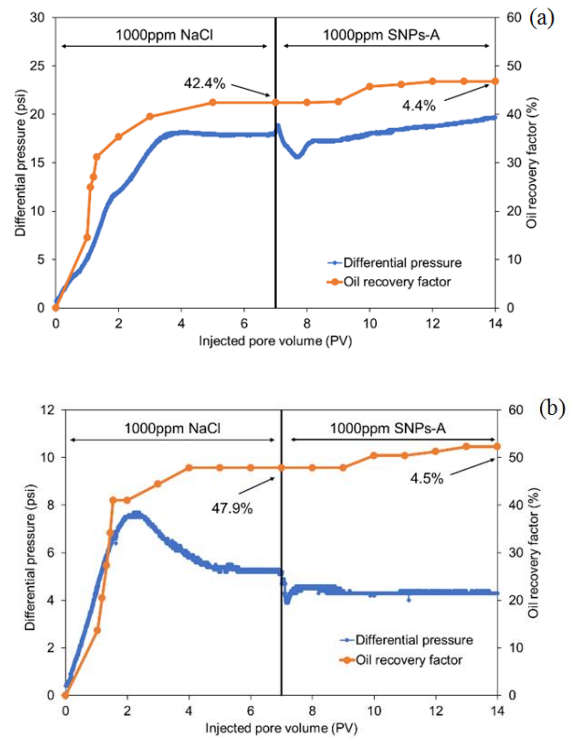 (a)
1000ppm NaCl 1000ppm SNPs-A
42.4%
4.4%
Differential pressure (psi)
30
25
20
15
10
5
0
Oil recovery factor (%)
60
50
40
30
20
10
0
Differential pressure
Oil recovery factor
0 2 4 6 8 10 12 14
Injected pore volume (PV)
(b)
1000ppm NaCl 1000ppm SNPs-A
47.9%
4.5%
Differential pressure (psi)
12
10
8
6
4
2
0
Oil recovery factor (%)
60
50
40
30
20
10
0
Differential pressure
Oil recovery factor
0 2 4 6 8 10 12 14
Injected pore volume (PV)